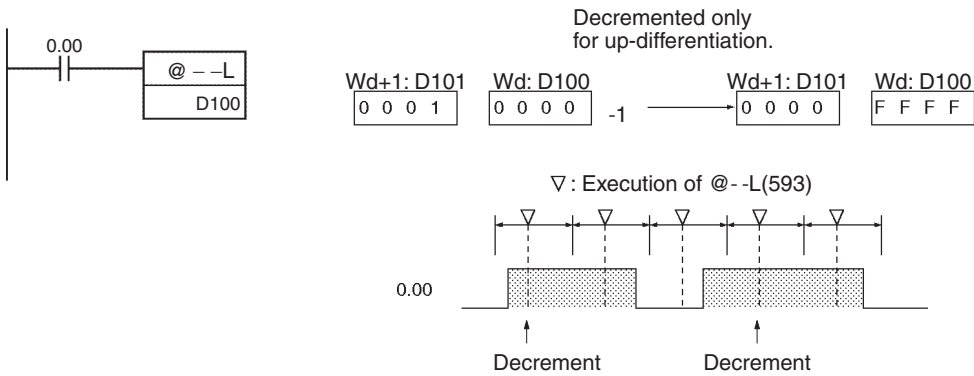 Decremented only
for up-differentiation.
0.00
@ – –L
D100
Wd+1: D101 Wd: D100 Wd+1: D101 Wd: D100
0 0 0 1 0 0 0 0 -1 0 0 0 0 F F F F
▽ : Execution of @- -L(593)
0.00
Decrement Decrement